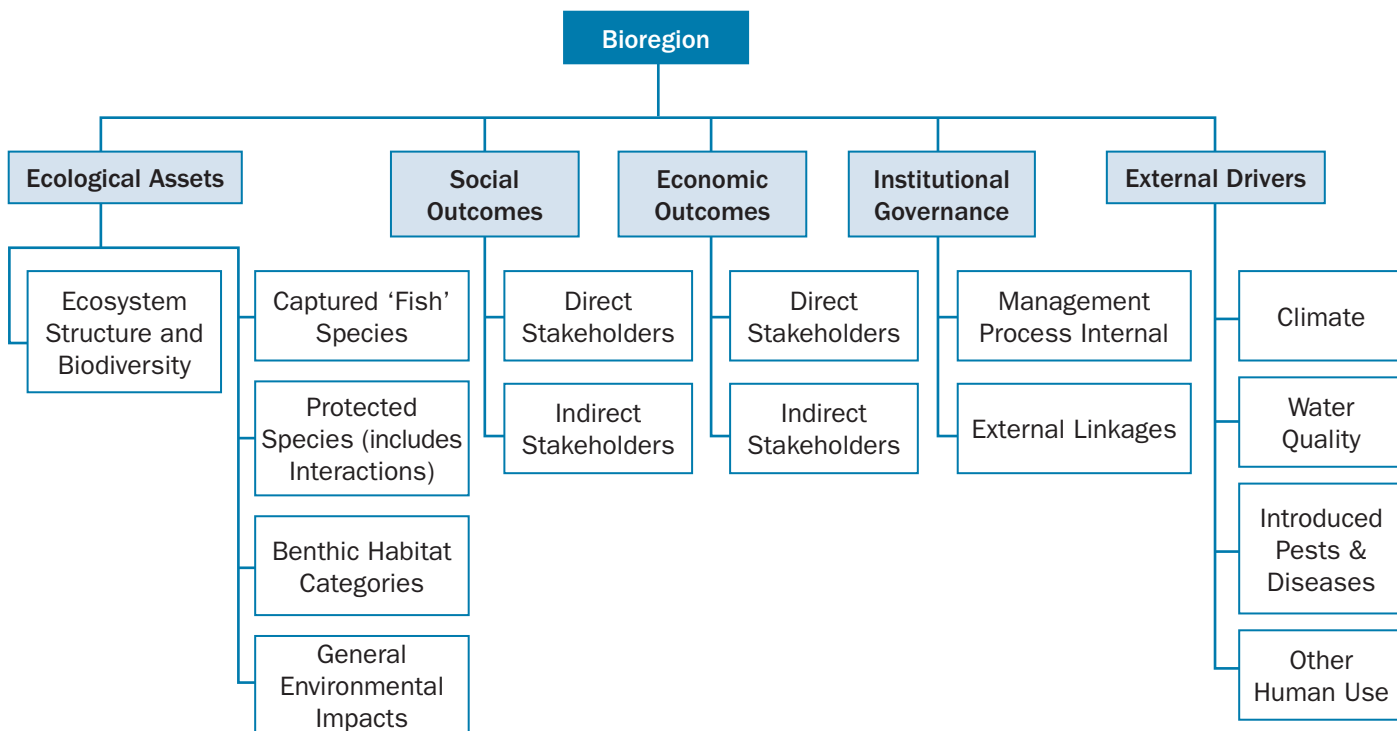 Bioregion
Ecological Assets
Social
Outcomes
Economic
Outcomes
Institutional
Governance
External Drivers
Ecosystem
Structure and
Biodiversity
Captured ‘Fish’
Species
Protected
Species (includes
Interactions)
Benthic Habitat
Categories
General
Environmental
Impacts
Direct
Stakeholders
Indirect
Stakeholders
Direct
Stakeholders
Indirect
Stakeholders
Management
Process Internal
External Linkages
Climate
Water
Quality
Introduced
Pests &
Diseases
Other
Human Use